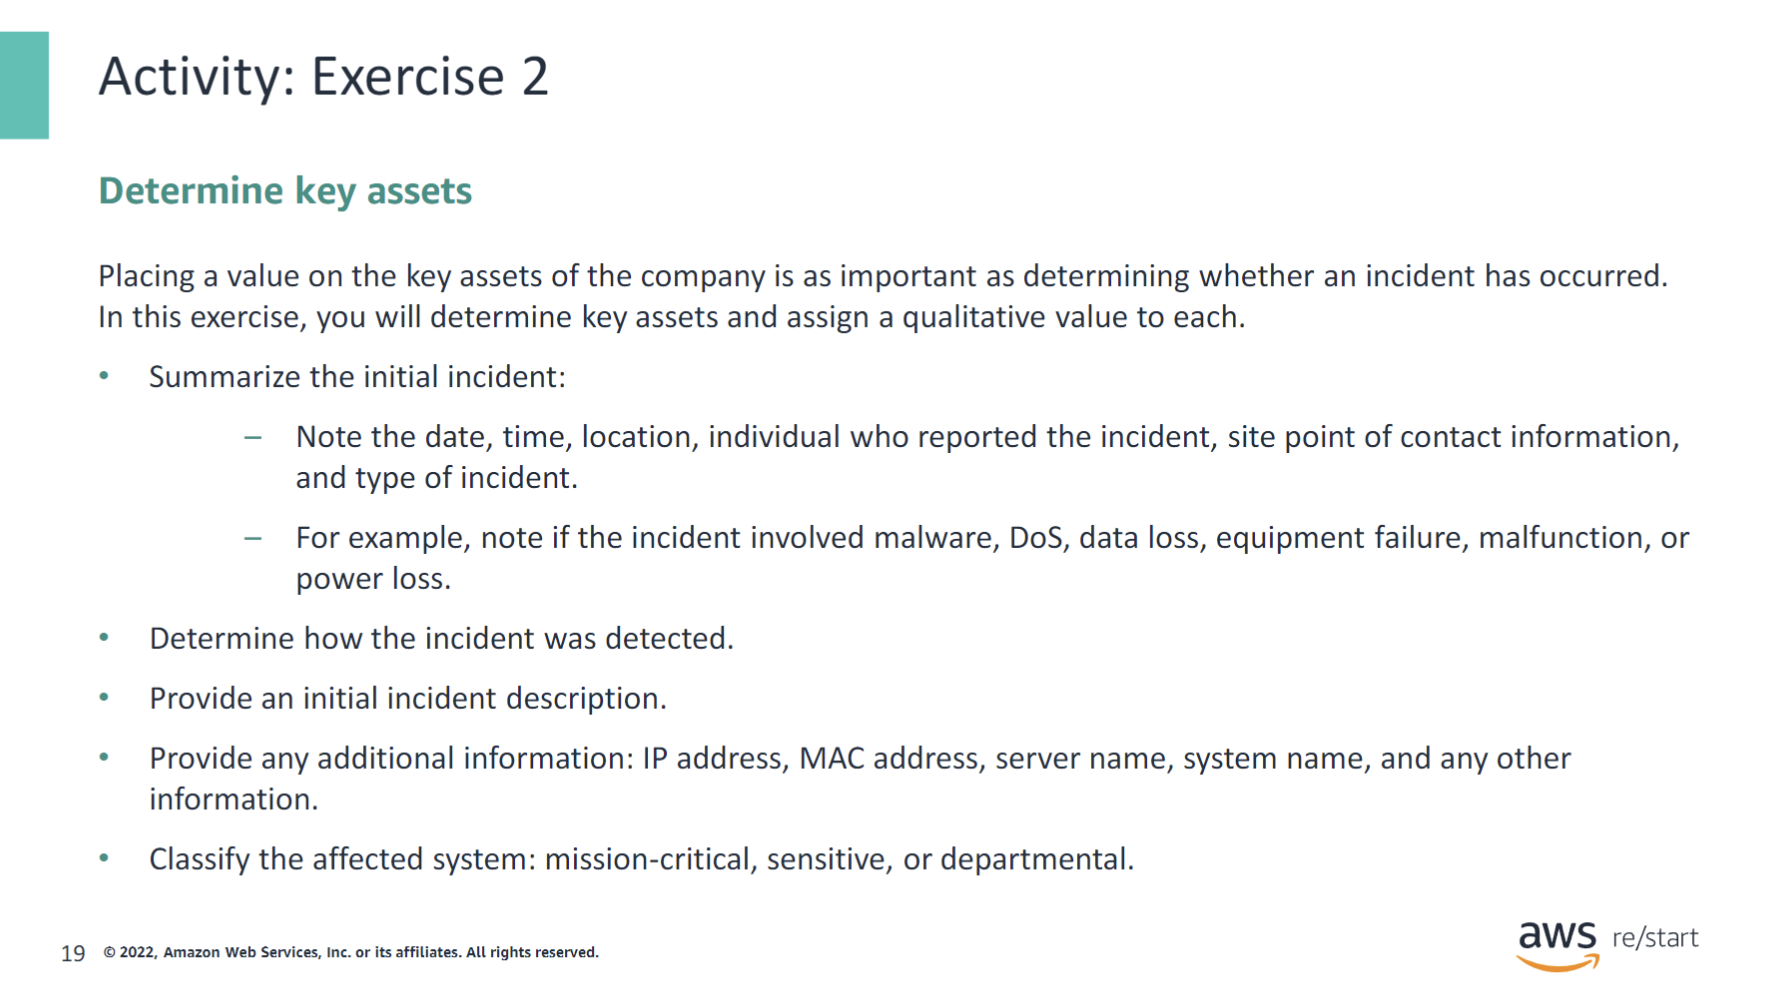 Activity: Exercise 2
Determine key assets
Placing a value on the key assets of the company is as important as determining whether an incident has occurred.
In this exercise, you will determine key assets and assign a qualitative value to each.
• Summarize the initial incident:
– Note the date, time, location, individual who reported the incident, site point of contact information,
and type of incident.
– For example, note if the incident involved malware, DoS, data loss, equipment failure, malfunction, or
power loss.
• Determine how the incident was detected.
• Provide an initial incident description.
• Provide any additional information: IP address, MAC address, server name, system name, and any other
information.
• Classify the affected system: mission-critical, sensitive, or departmental.
19 © 2022, Amazon Web Services, Inc. or its affiliates. All rights reserved.
aws re/start